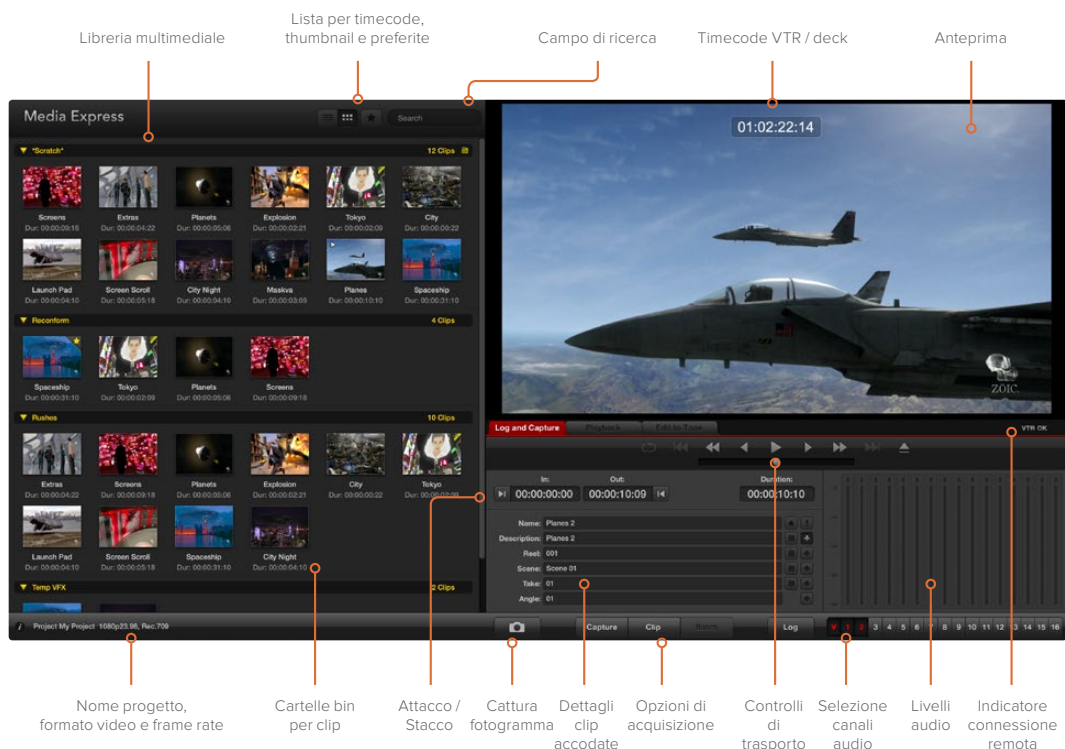 Libreria multimediale
Lista per timecode,
thumbnail e preferite
Campo di ricerca
Timecode VTR / deck
Anteprima
Media Express
Search
01:02:22:14
*Scratch*
12 Clips
Screens
Extras
Planets
Explosion
Tokyo
City
Dur: 00:00:09:16
Dur: 00:00:04:22
Dur: 00:00:05:06
Dur: 00:00:02:21
Dur: 00:00:02:09
Dur: 00:00:00:22
Launch Pad
Screen Scroll
City Night
Maskva
Planes
Spaceship
Dur: 00:00:04:10
Dur: 00:00:05:18
Dur: 00:00:04:10
Dur: 00:00:03:09
Dur: 00:00:10:10
Dur: 00:00:31:10
Reconform
4 Clips
Spaceship
Tokyo
Planets
Screens
Dur: 00:00:31:10
Dur: 00:00:02:09
Dur: 00:00:05:06
Dur: 00:00:09:18
Rushes
10 Clips
Extras
Screens
Planets
Explosion
City
Tokyo
Dur: 00:00:04:22
Dur: 00:00:09:18
Dur: 00:00:05:06
Dur: 00:00:02:21
Dur: 00:00:00:22
Dur: 00:00:02:09
Launch Pad
Screen Scroll
Spaceship
City Night
Dur: 00:00:04:10
Dur: 00:00:05:18
Dur: 00:00:31:10
Dur: 00:00:04:10
Temp VFX
2 Clips
Project My Project 1080p23.98, Rec.709
ZOIC
Log and Capture
Playback
Edit to Tape
VTR OK
In:
Out:
Duration:
00:00:00:00
00:00:10:09
00:00:10:10
Name: Planes 2
Description: Planes 2
Reel: 001
Scene: Scene 01
Take: 01
Angle: 01
Capture
Clip
Batch
Log
V 1 2 3 4 5 6 7 8 9 10 11 12 13 14 15 16
Nome progetto,
formato video e frame rate
Cartelle bin
per clip
Attacco /
Stacco
Cattura
fotogramma
Dettagli
clip
accodate
Opzioni di
acquisizione
Controlli
di
trasporto
Selezione
canali
audio
Livelli
audio
Indicatore
connessione
remota